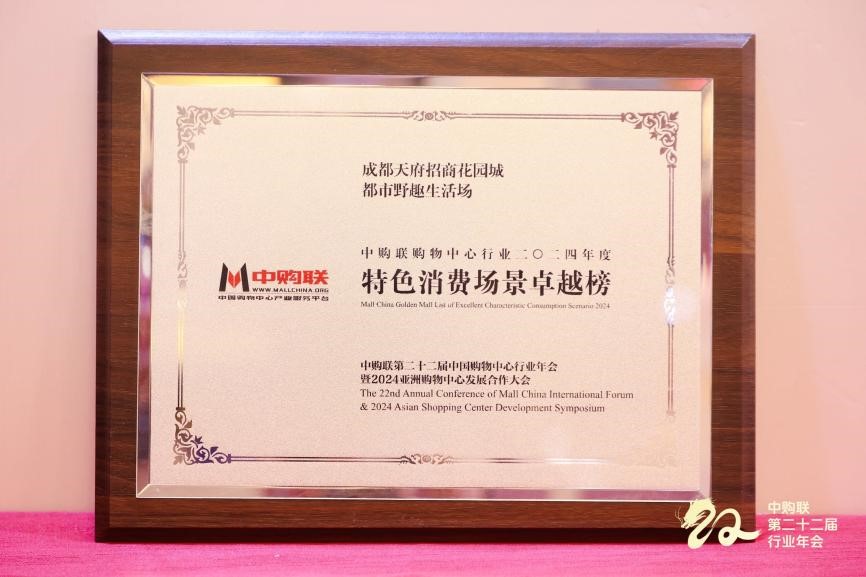 成都天府招商花园城
都市野趣生活场
中购联购物中心行业二〇二四年度
特色消费场景卓越榜
Mall China Golden Mall List of Excellent Characteristic Consumption Scenario 2024
中购联
WWW.MALLCHINA.ORG
中国购物中心产业服务平台
中购联第二十二届中国购物中心行业年会
暨2024亚洲购物中心发展合作大会
The 22nd Annual Conference of Mall China International Forum
& 2024 Asian Shopping Center Development Symposium
中购联
第二十二届
行业年会